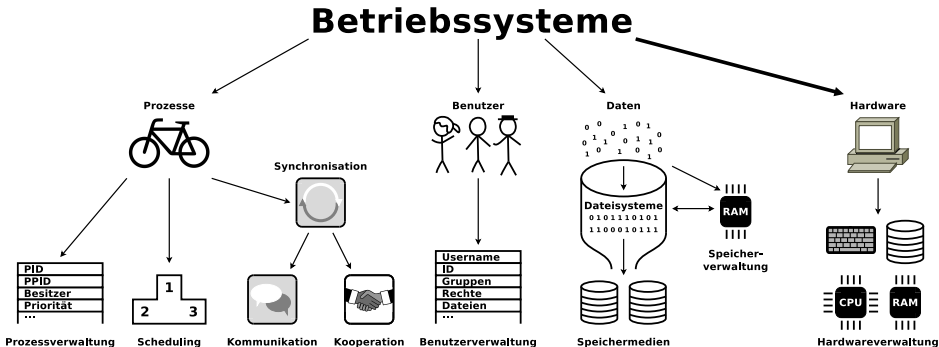 Betriebssysteme
Prozesse
Benutzer
Daten
Hardware
Synchronisation
0 0 1 0
0 1 0 1 0
0 1 1 0
1 0 1 0
1
Dateisysteme
0 1 0 1 1 1 0 1 0 1
1 1 0 0 0 1 0 1 1 1
RAM
Speicher-
verwaltung
PID
PPID
Besitzer
Priorität
...
1
2 3
Username
ID
Gruppen
Rechte
Dateien
...
CPU
RAM
Prozessverwaltung
Scheduling
Kommunikation
Kooperation
Benutzerverwaltung
Speichermedien
Hardwareverwaltung